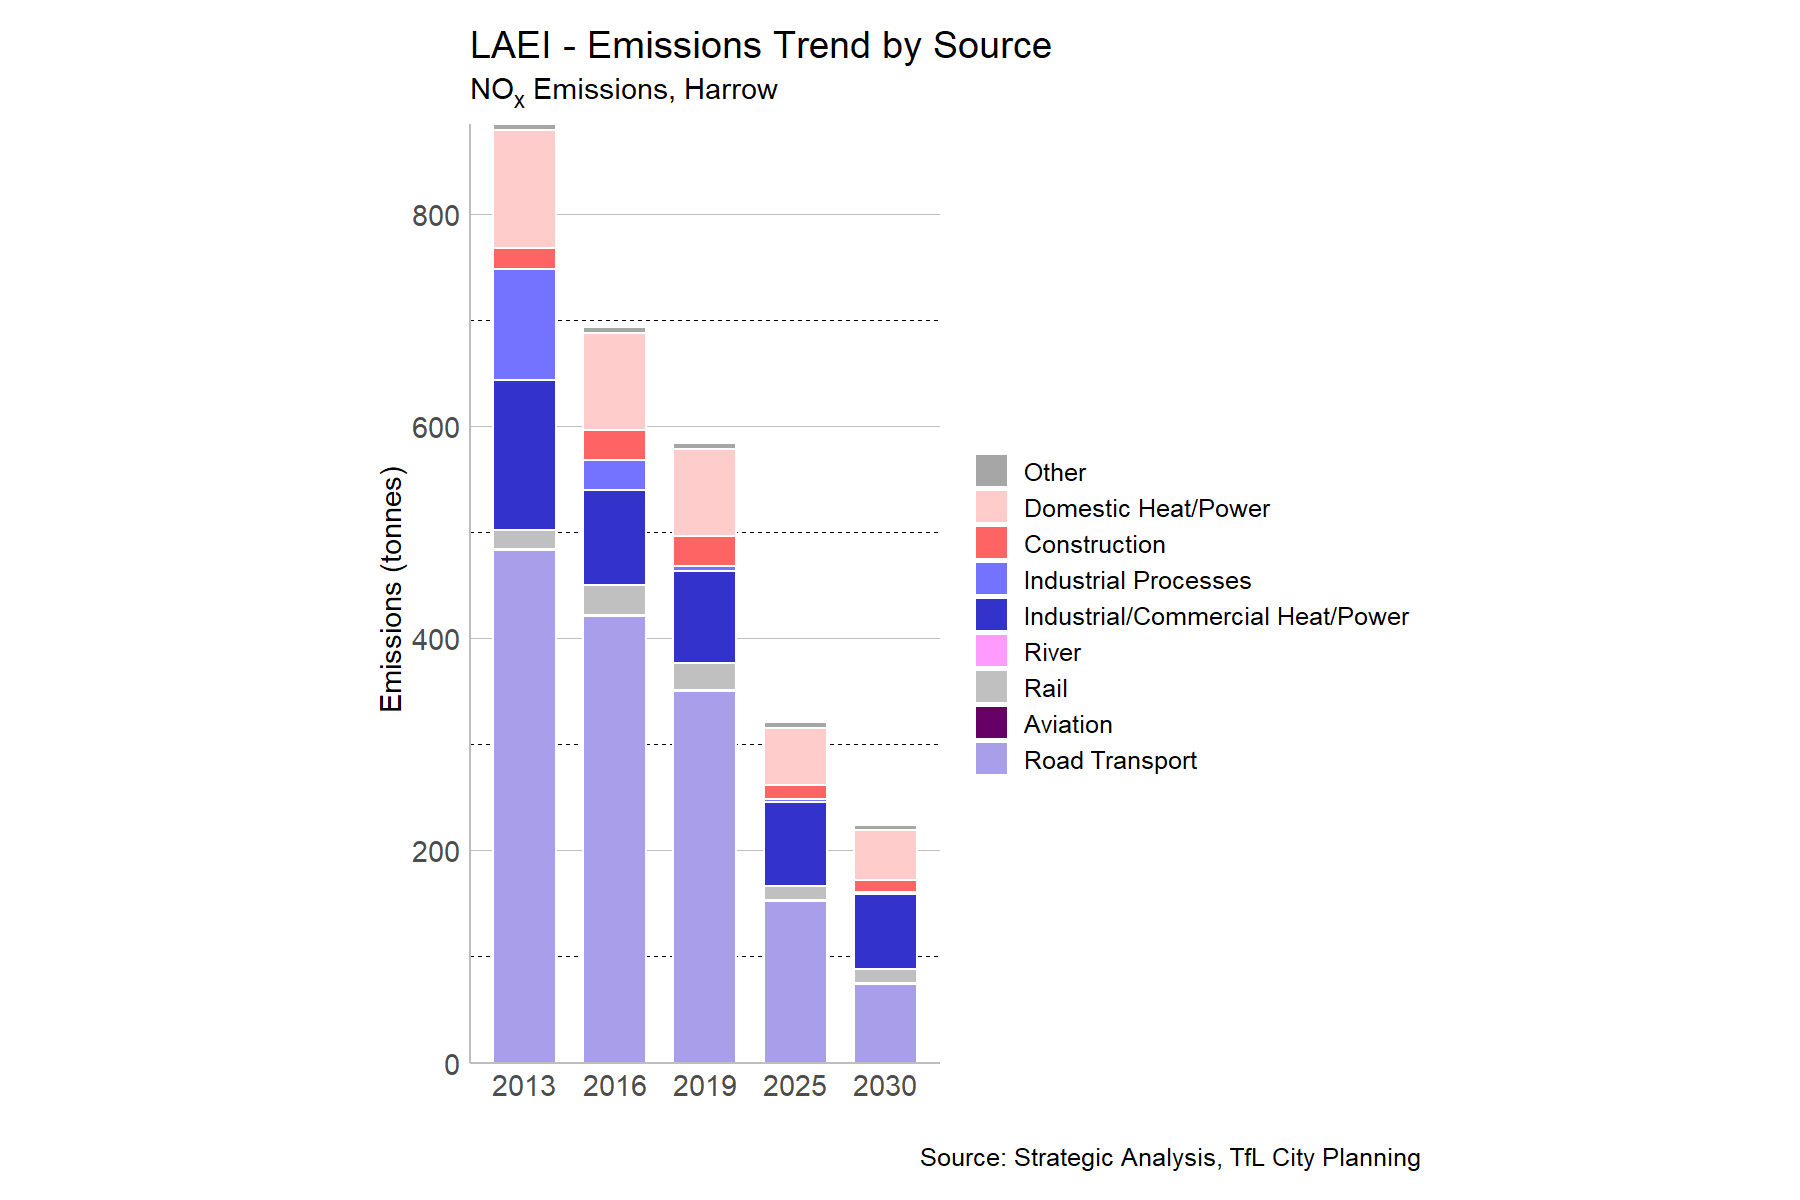 LAEI - Emissions Trend by Source
NOx Emissions, Harrow
Emissions (tonnes)
800
600
400
200
0
2013 2016 2019 2025 2030
Other
Domestic Heat/Power
Construction
Industrial Processes
Industrial/Commercial Heat/Power
River
Rail
Aviation
Road Transport
Source: Strategic Analysis, TfL City Planning